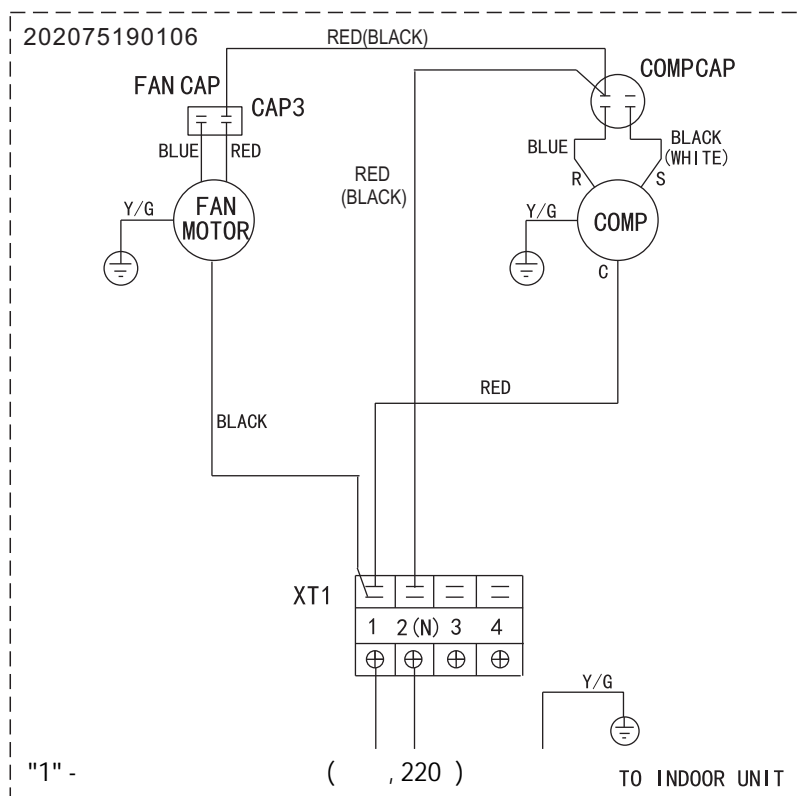 202075190106
RED(BLACK)
FAN CAP
CAP3
COMPCAP
BLUE
RED
RED
(BLACK)
BLUE
BLACK
(WHITE)
R
S
Y/G
FAN
MOTOR
Y/G
COMP
C
RED
BLACK
XT1
1 2(N) 3 4
Y/G
"1" - ( , 220 )
TO INDOOR UNIT